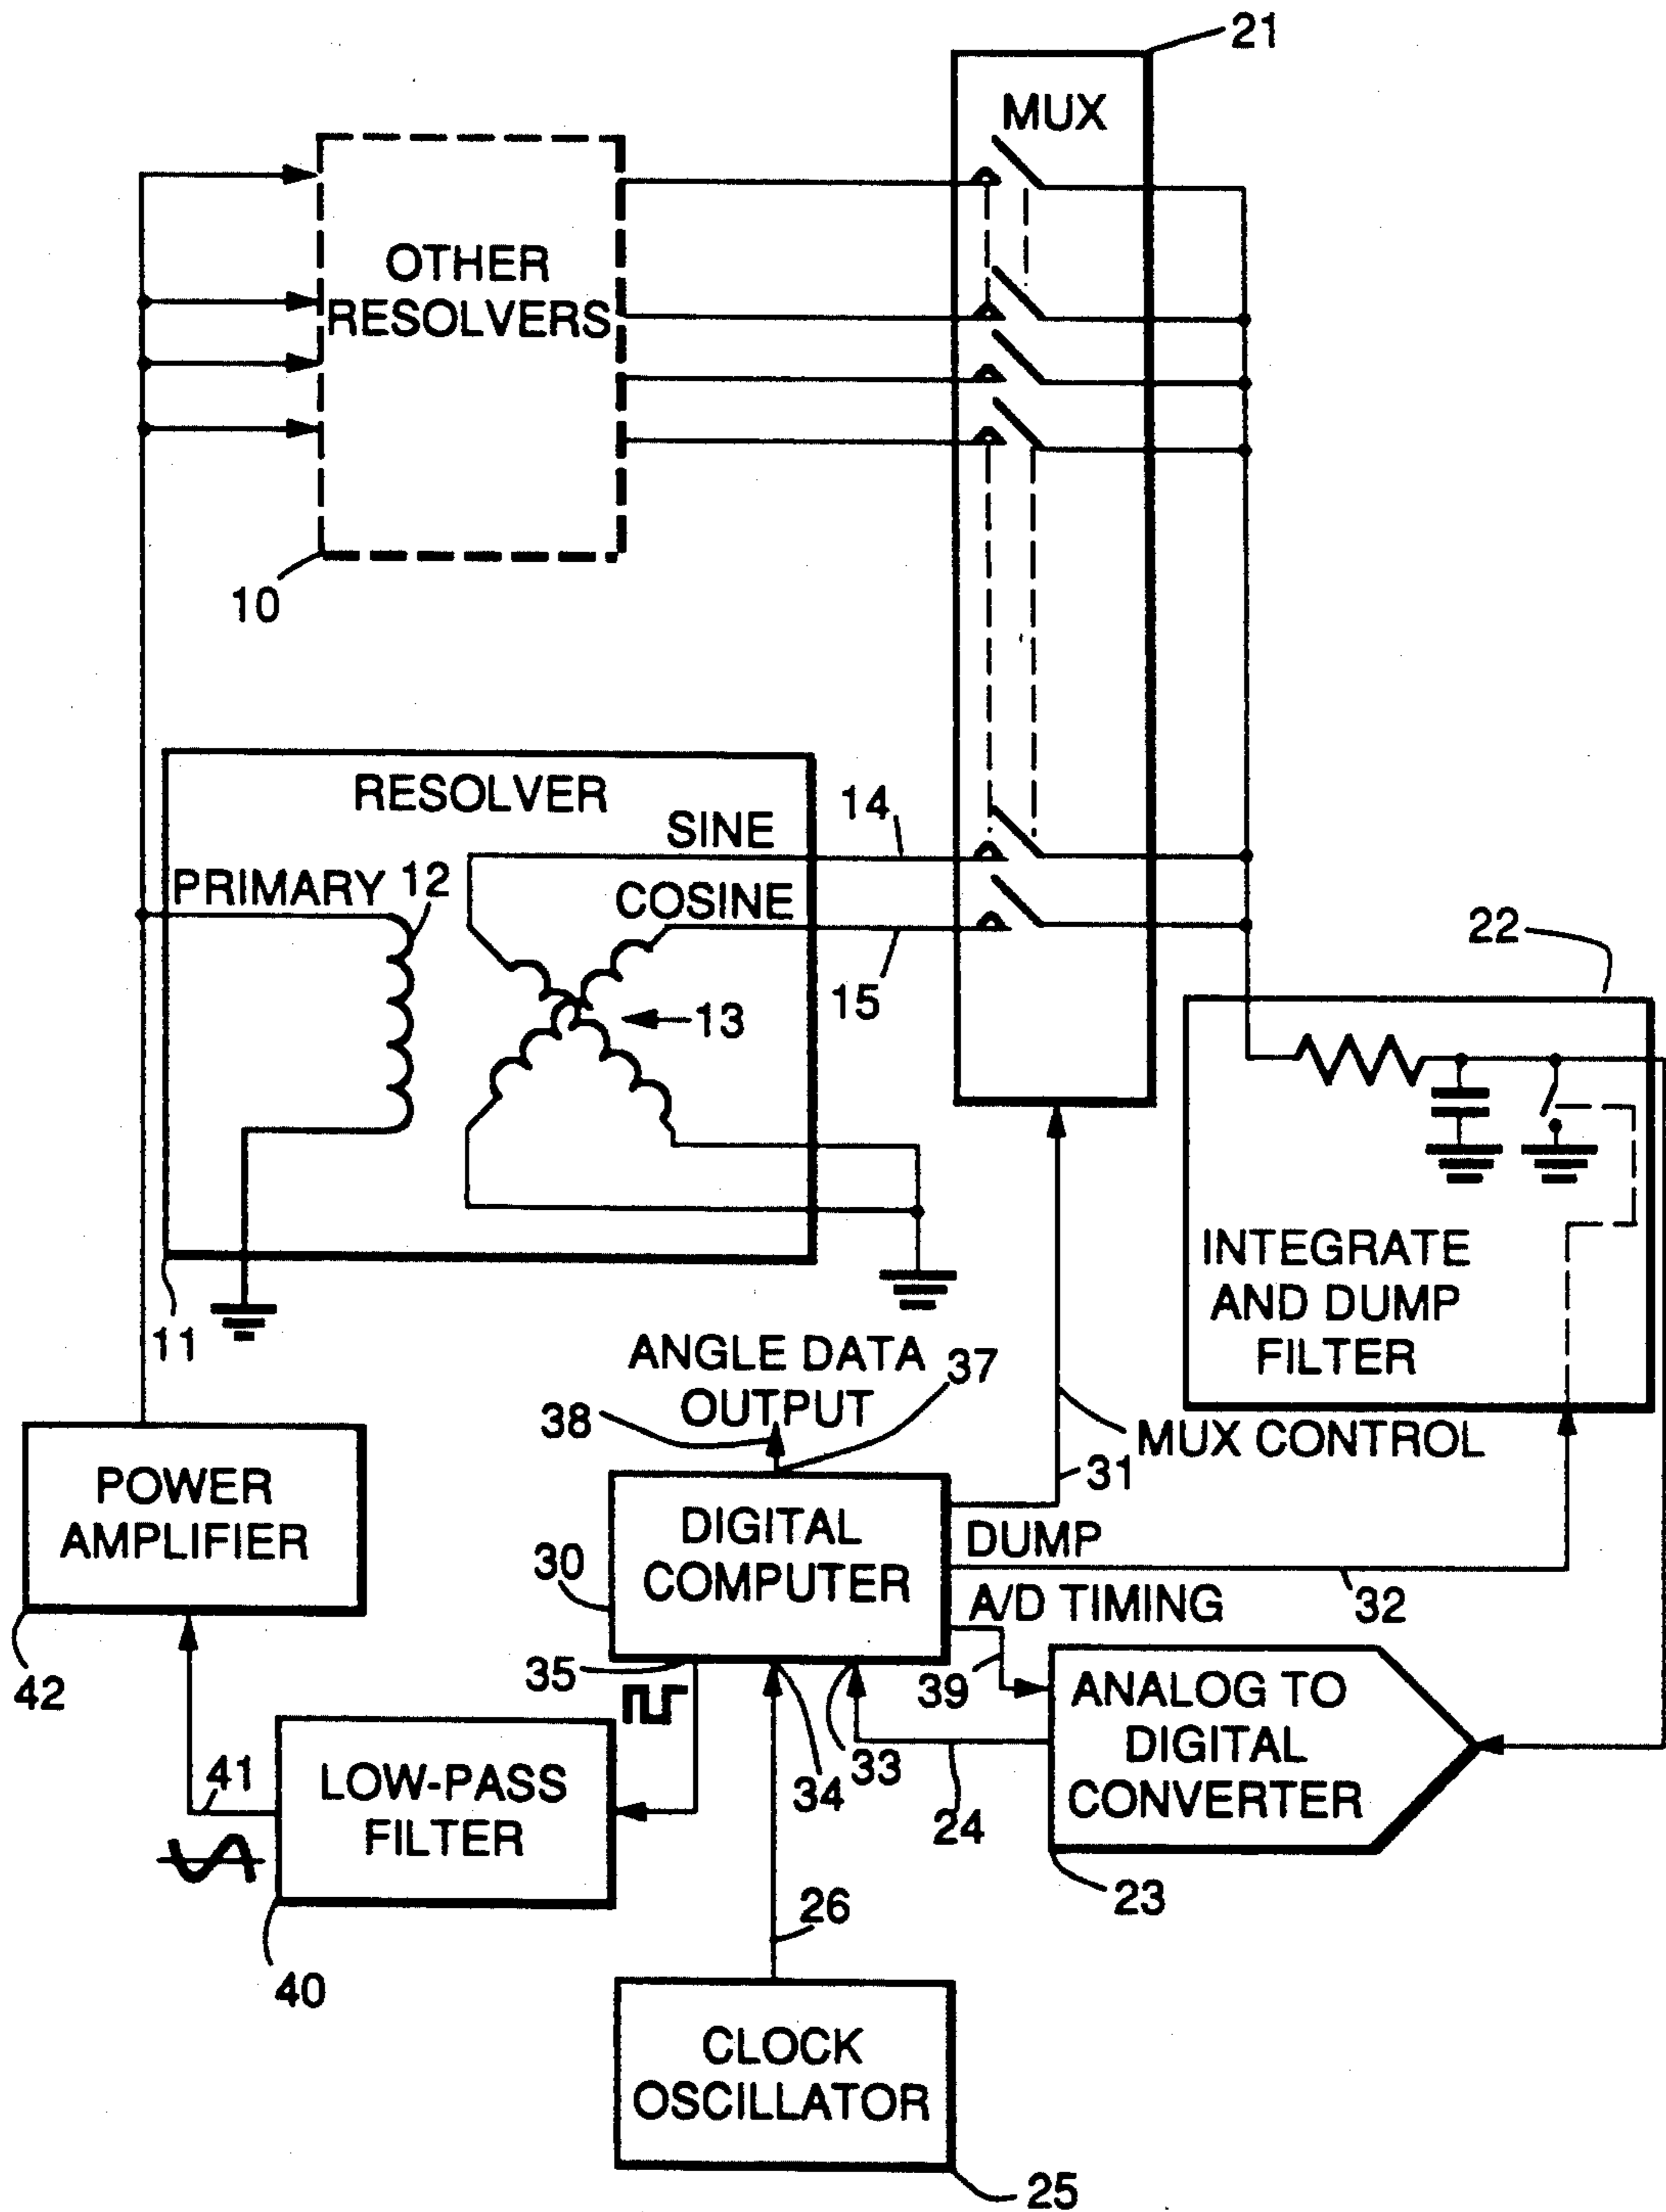 21
MUX
OTHER
RESOLVERS
10
RESOLVER
SINE
14
PRIMARY
12
COSINE
15
13
22
11
INTEGRATE
AND DUMP
FILTER
ANGLE DATA
OUTPUT
37
38
MUX CONTROL
31
POWER
AMPLIFIER
42
DIGITAL
COMPUTER
30
DUMP
32
A/D TIMING
39
35
34
33
24
ANALOG TO
DIGITAL
CONVERTER
23
LOW-PASS
FILTER
41
40
26
CLOCK
OSCILLATOR
25